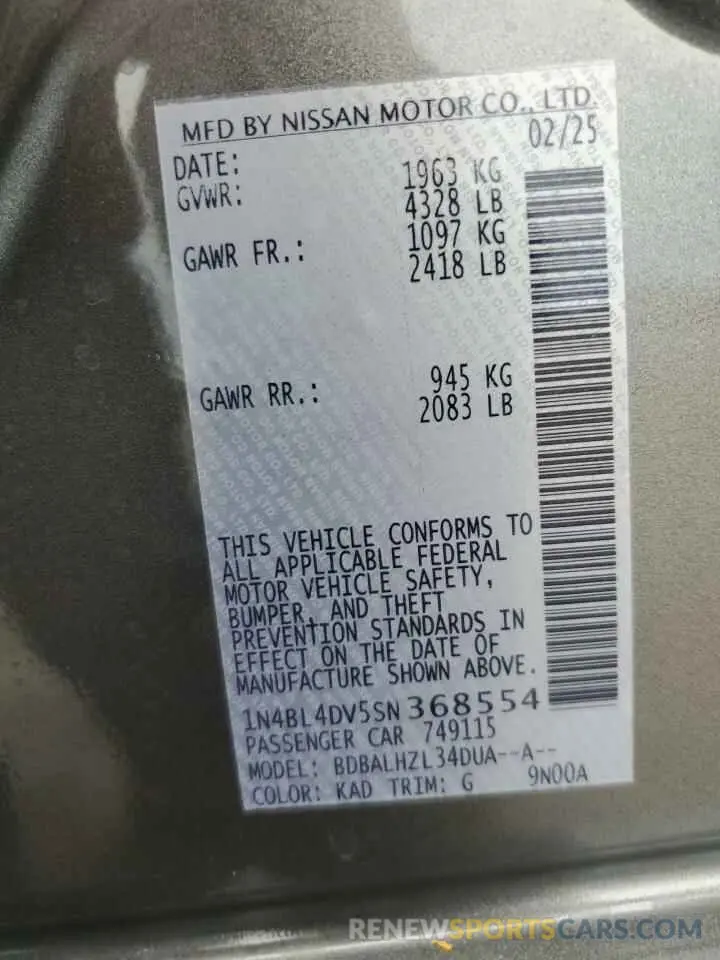 MFD BY NISSAN MOTOR CO., LTD.
DATE: 02/25
GVWR: 1963 KG
4328 LB
GAWR FR.: 1097 KG
2418 LB
GAWR RR.: 945 KG
2083 LB
THIS VEHICLE CONFORMS TO
ALL APPLICABLE FEDERAL
MOTOR VEHICLE SAFETY,
BUMPER, AND THEFT
PREVENTION STANDARDS IN
EFFECT ON THE DATE OF
MANUFACTURE SHOWN ABOVE.
1N4BL4DV5SN368554
PASSENGER CAR 749115
MODEL: BDBALHZL34DUA--A--
COLOR: KAD TRIM: G 9N00A
RENEWSPORTSCARS.COM